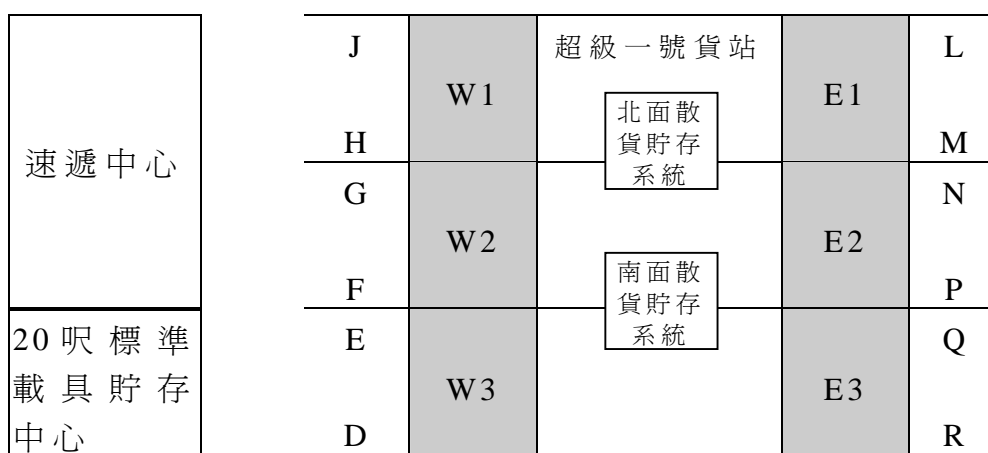 J
超級一號貨站
L
W1
E1
北面散
貨貯存
系統
H
M
速遞中心
G
N
W2
E2
南面散
貨貯存
系統
F
P
20呎標準
載具貯存
中心
E
Q
W3
E3
D
R